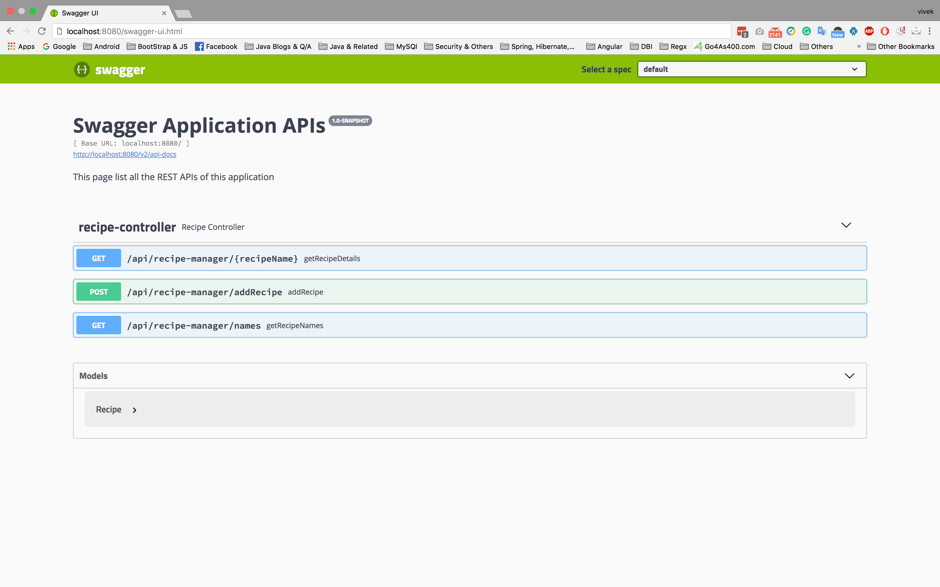 Swagger UI
vivek
localhost:8080/swagger-ui.html
Apps Google Android BootStrap & JS Facebook Java Blogs & Q/A Java & Related MySQl Security & Others Spring, Hibernate,... Angular DBI Regx Go4As400.com Cloud Others » Other Bookmarks
swagger Select a spec default
Swagger Application APIs 1.0-SNAPSHOT
[ Base URL: localhost:8080/ ]
http://localhost:8080/v2/api-docs
This page list all the REST APIs of this application
recipe-controller Recipe Controller
GET /api/recipe-manager/{recipeName} getRecipeDetails
POST /api/recipe-manager/addRecipe addRecipe
GET /api/recipe-manager/names getRecipeNames
Models
Recipe